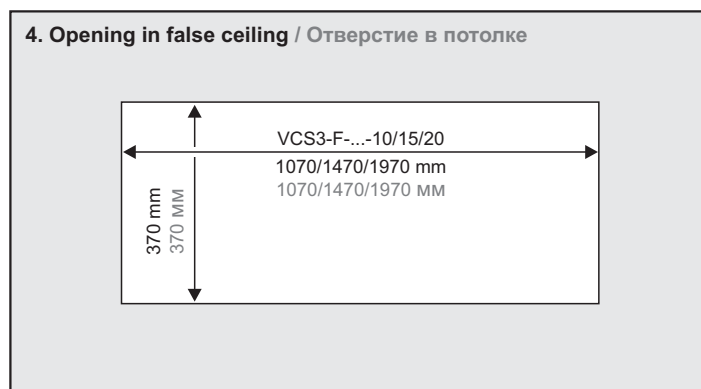 4. Opening in false ceiling / Отверстие в потолке
VCS3-F-...-10/15/20
1070/1470/1970 mm
1070/1470/1970 мм
370 mm
370 мм